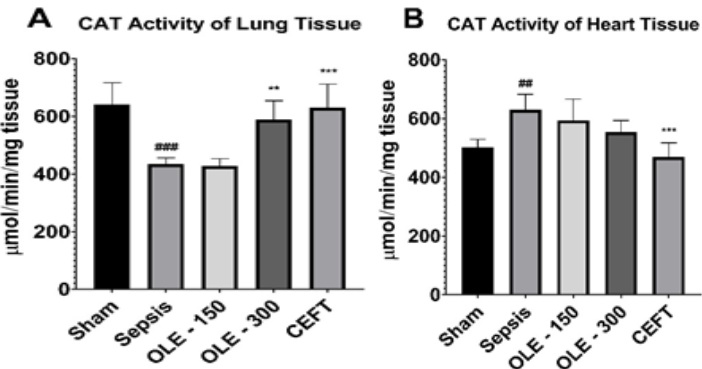 A CAT Activity of Lung Tissue
μmol/min/mg tissue
800
600
400
200
0
###
**
***
Sham
Sepsis
OLE - 150
OLE - 300
CEFT
B CAT Activity of Heart Tissue
μmol/min/mg tissue
800
600
400
200
0
##
***
Sham
Sepsis
OLE - 150
OLE - 300
CEFT